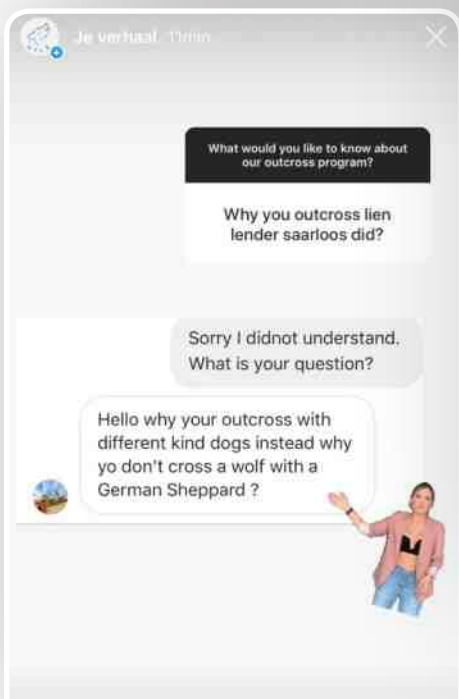 Je verhaal 11min
What would you like to know about
our outcross program?
Why you outcross lien
lender saarloos did?
Sorry I didnot understand.
What is your question?
Hello why your outcross with
different kind dogs instead why
yo don't cross a wolf with a
German Sheppard ?